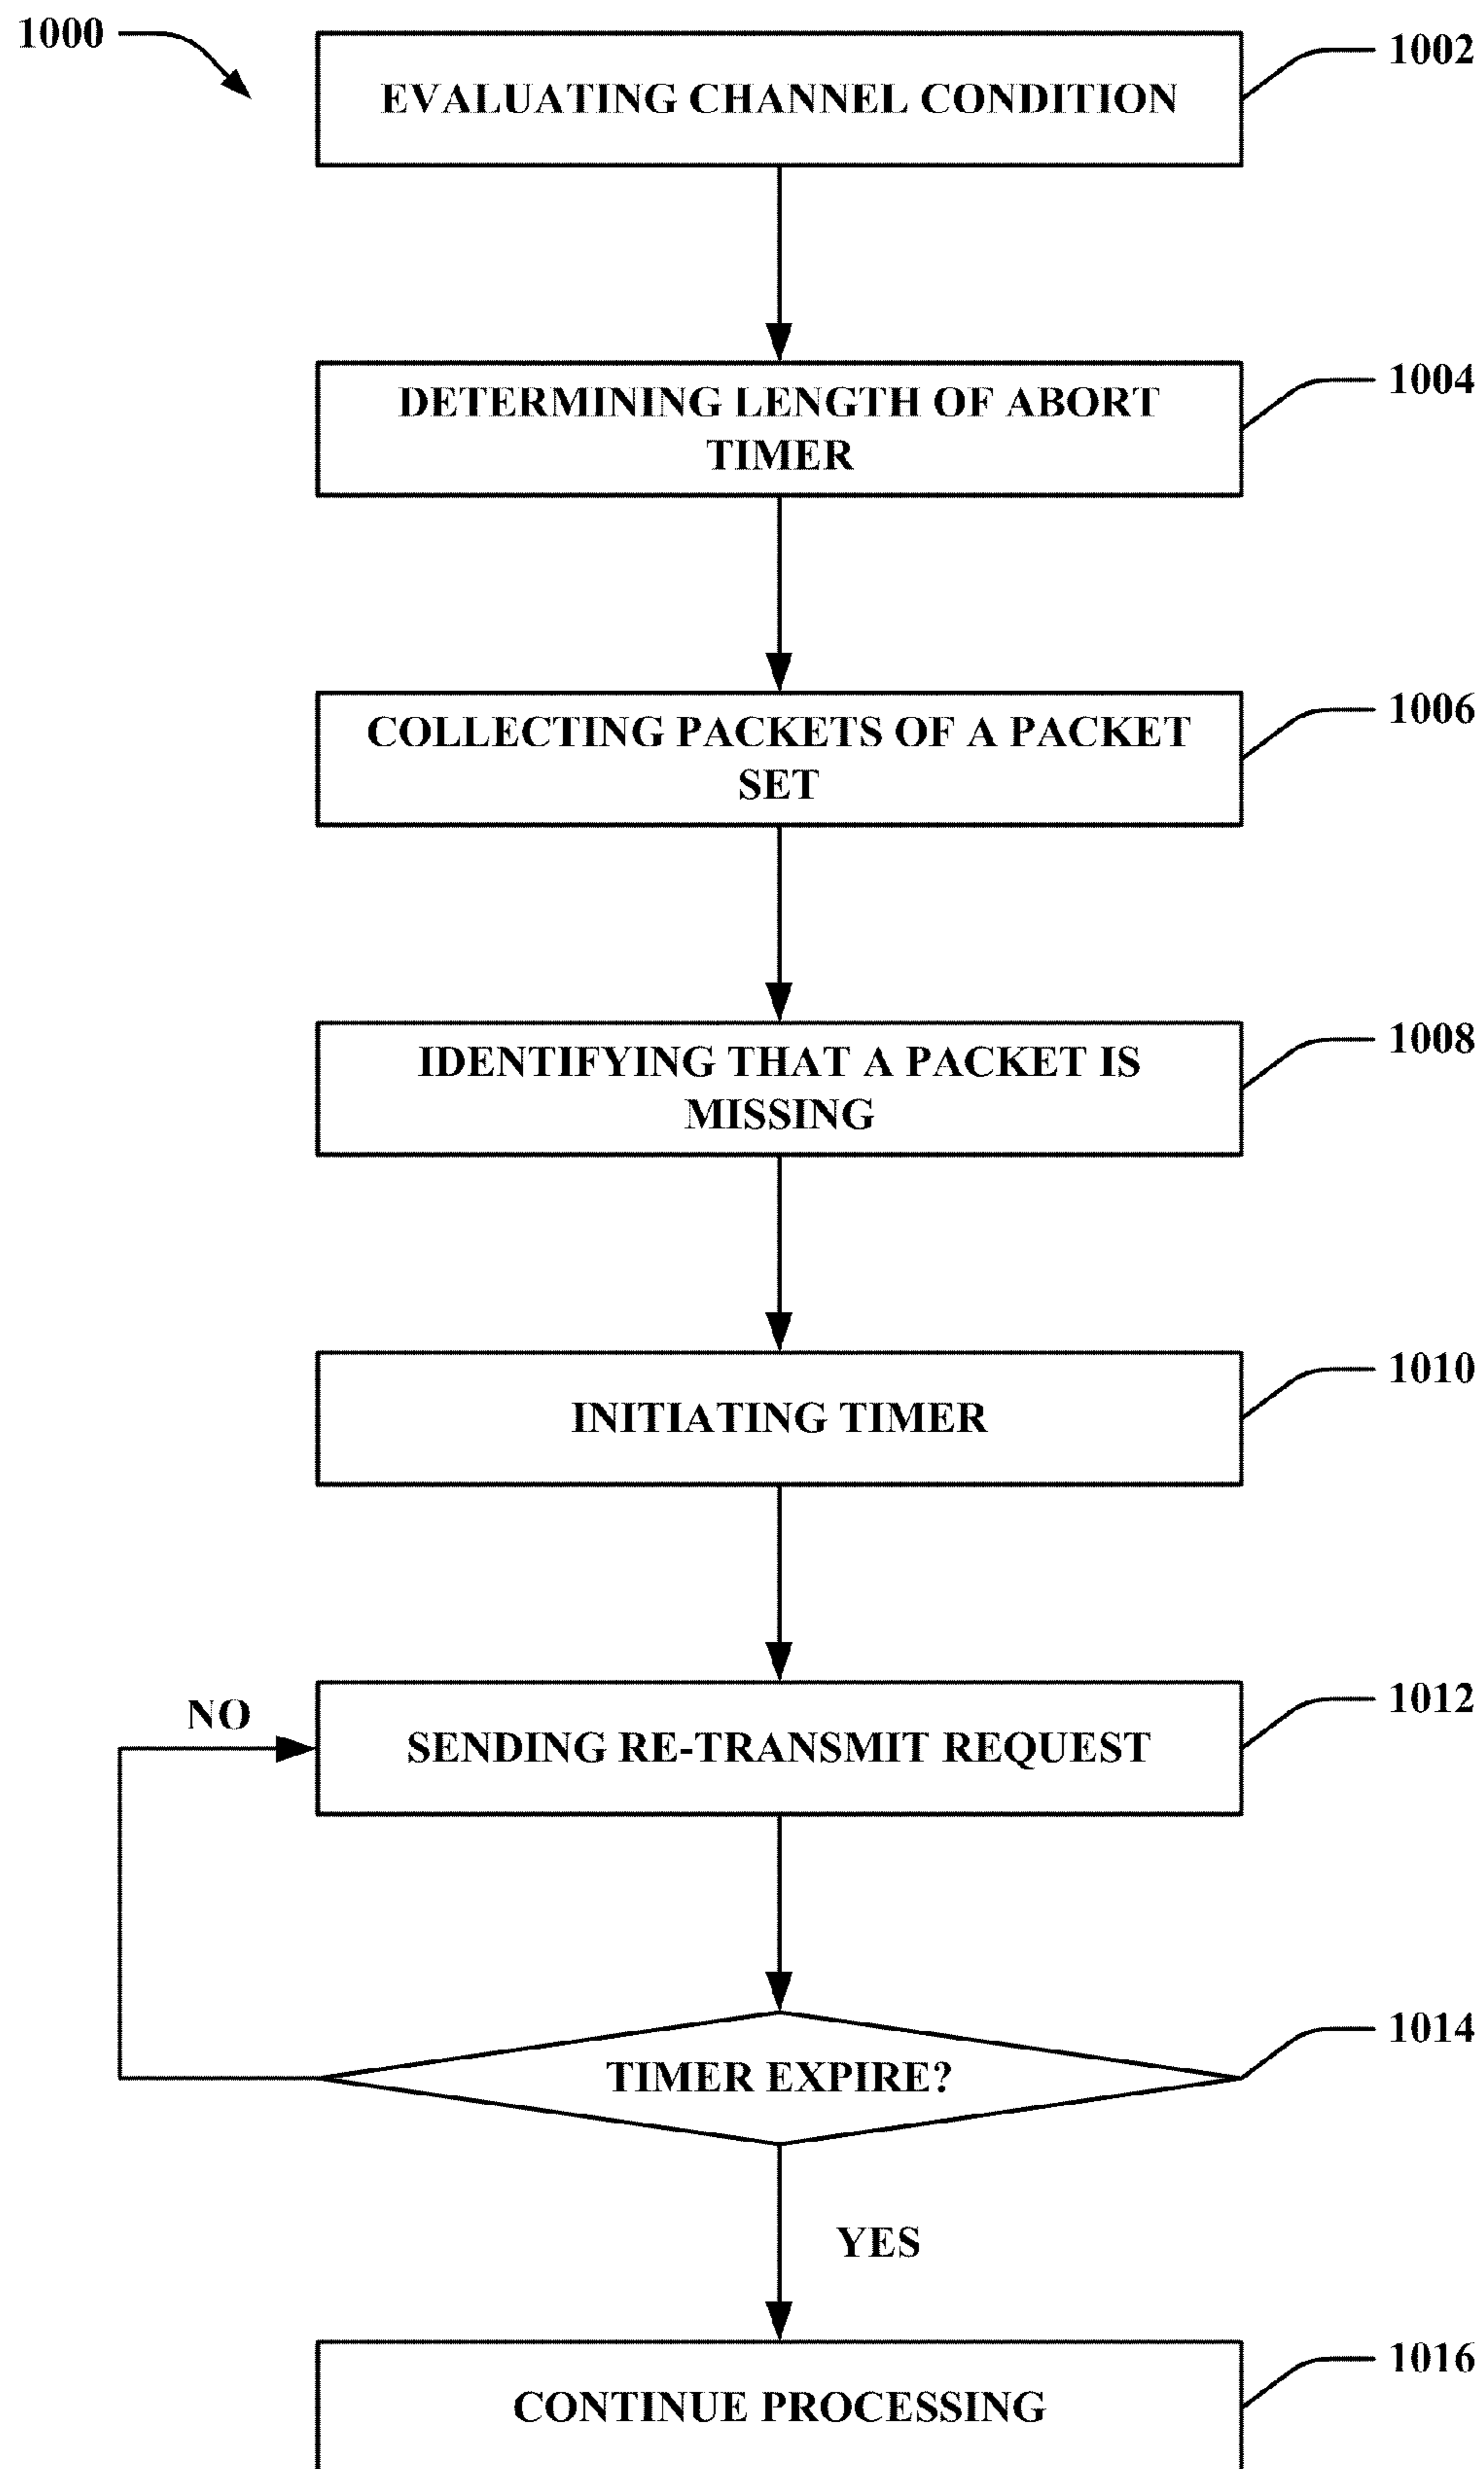 1000
1002
EVALUATING CHANNEL CONDITION
1004
DETERMINING LENGTH OF ABORT
TIMER
1006
COLLECTING PACKETS OF A PACKET
SET
1008
IDENTIFYING THAT A PACKET IS
MISSING
1010
INITIATING TIMER
1012
NO
SENDING RE-TRANSMIT REQUEST
1014
TIMER EXPIRE?
YES
1016
CONTINUE PROCESSING